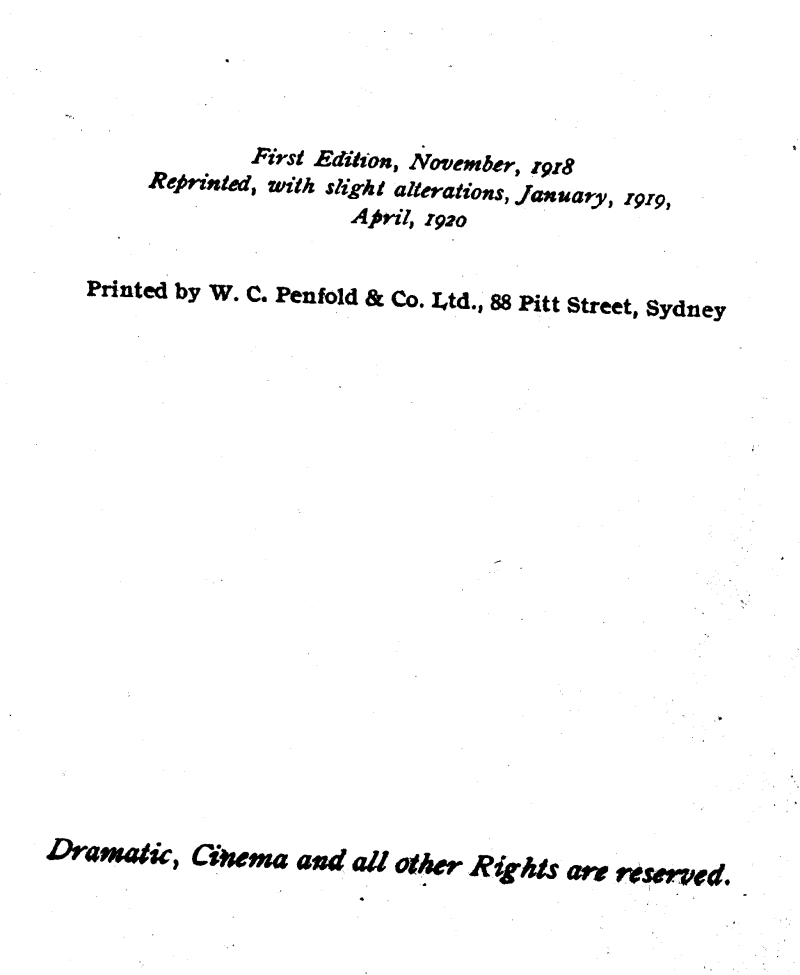 First Edition, November, 1918
Reprinted, with slight alterations, January, 1919,
April, 1920
Printed by W. C. Penfold & Co. Ltd., 88 Pitt Street, Sydney
Dramatic, Cinema and all other Rights are reserved.